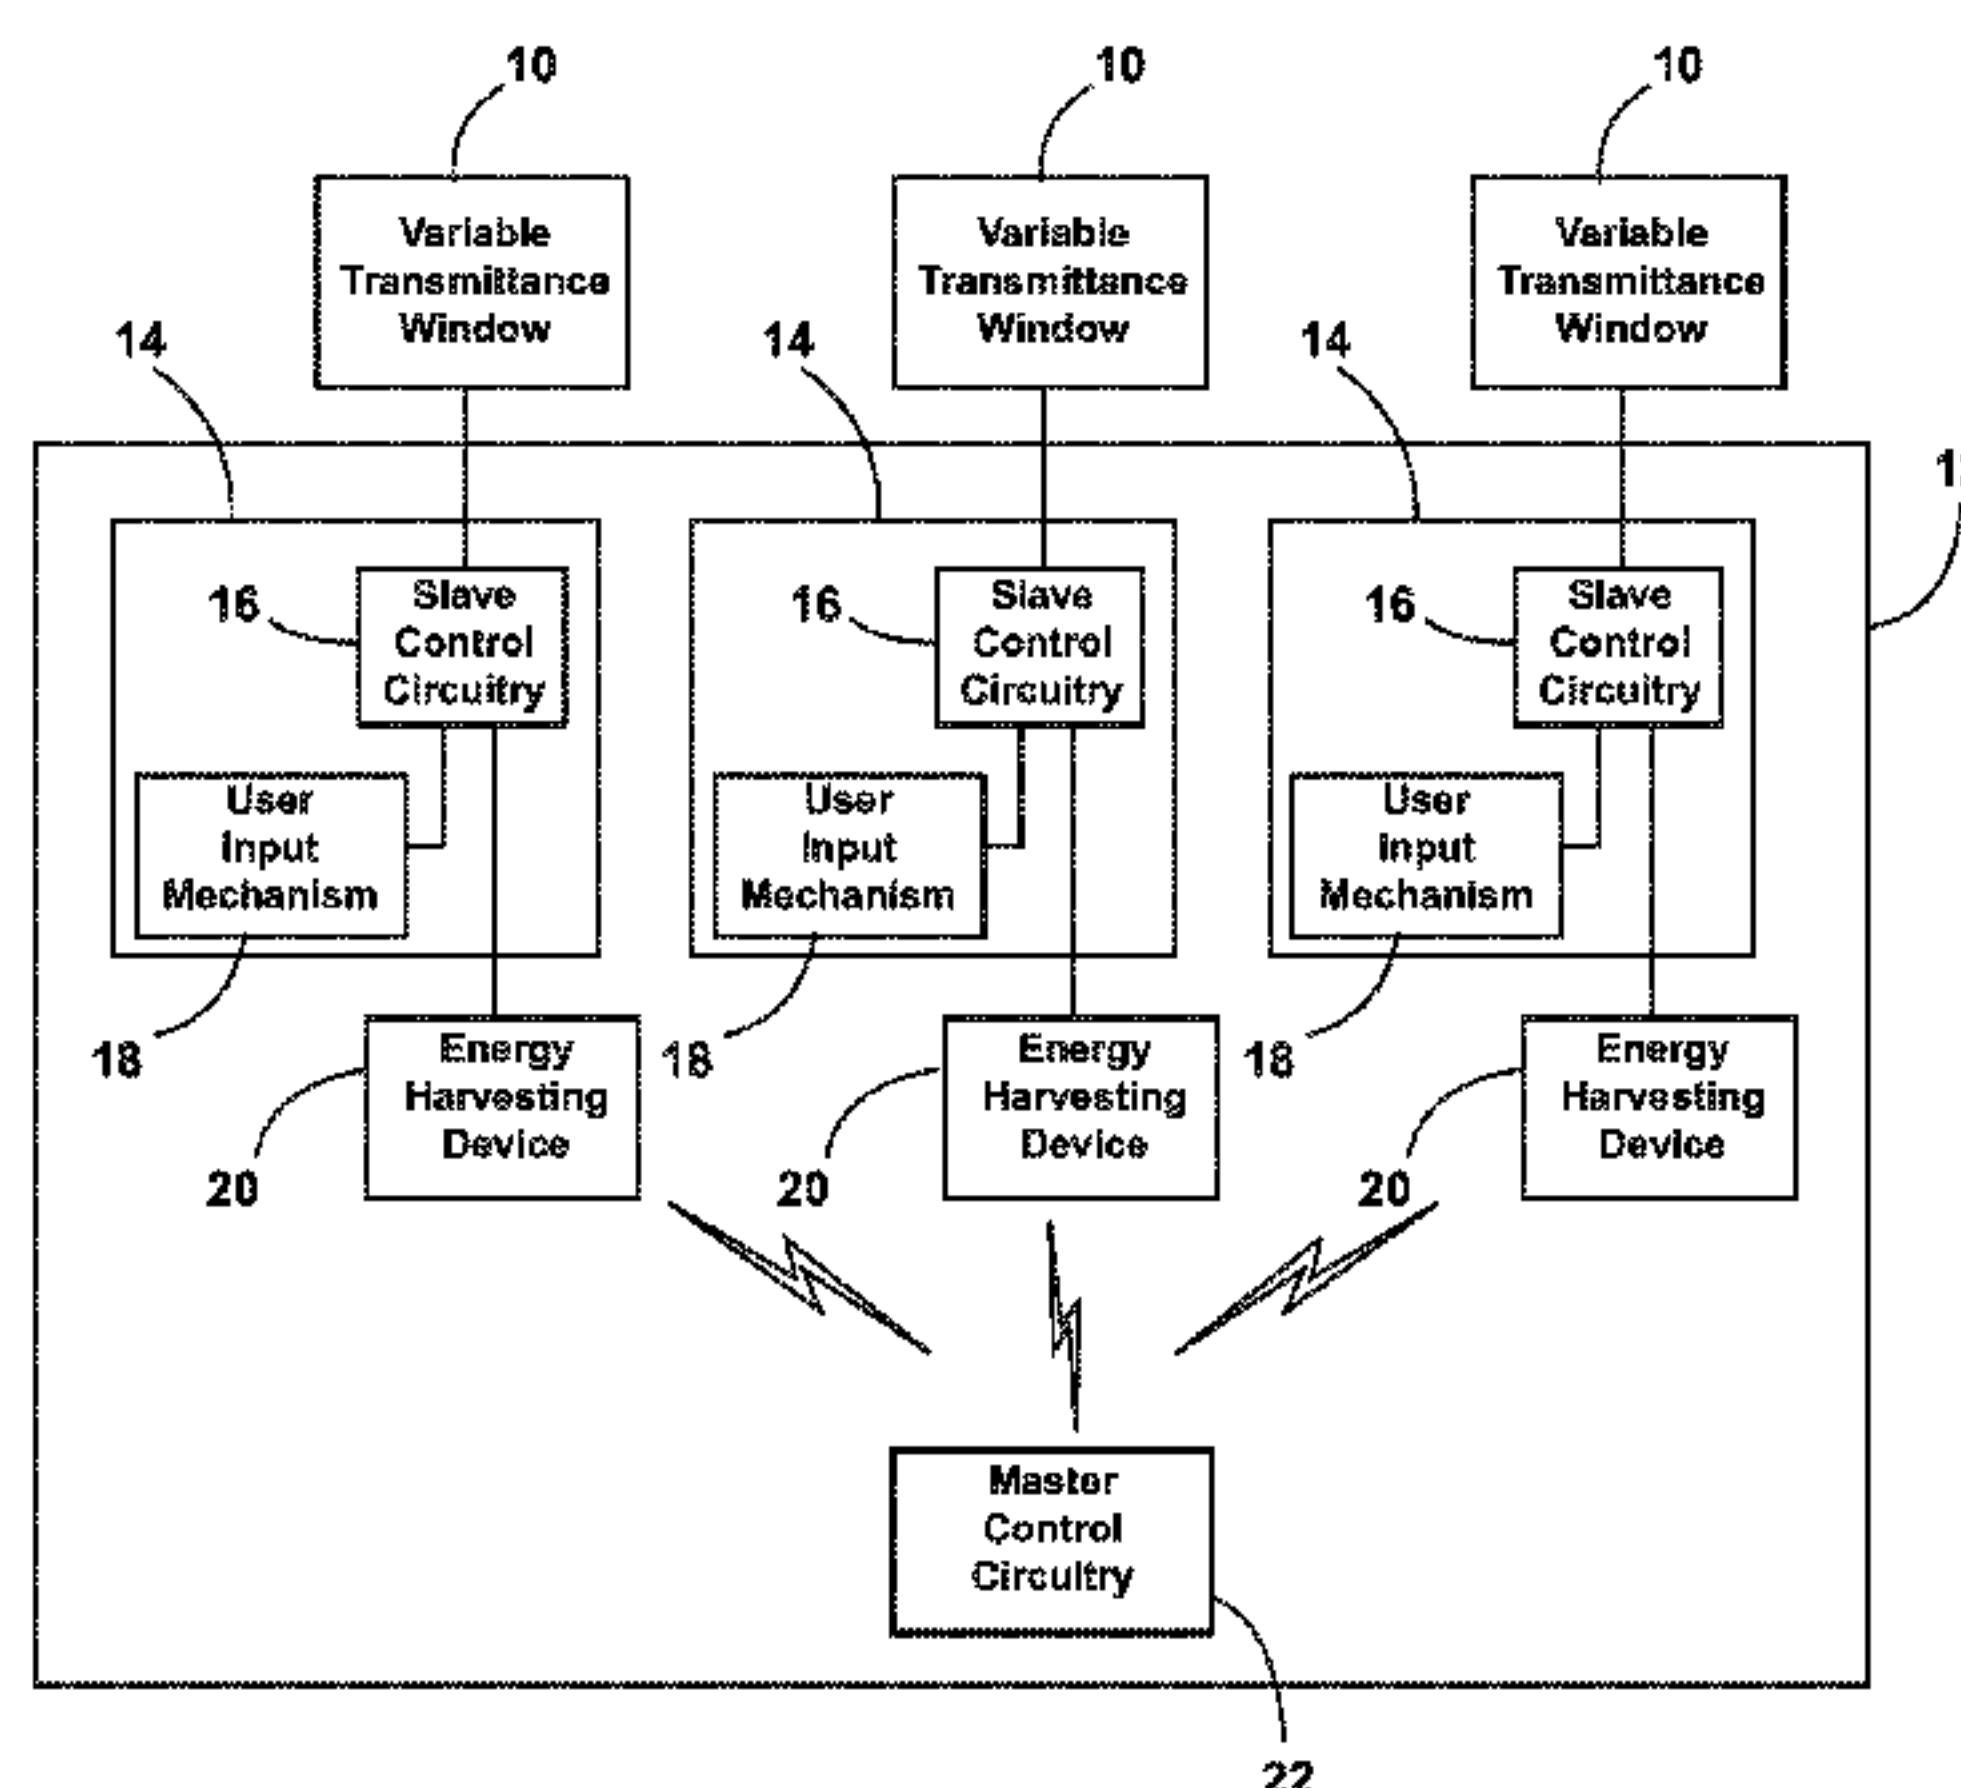 10 10 10
Variable Variable Variable
Transmittance Transmittance Transmittance
Window Window Window
14 14 14
Slave Slave Slave
16 16 16
Control Control Control
Circuitry Circuitry Circuitry
User User User
Input Input Input
Mechanism Mechanism Mechanism
18 18 18
Energy Energy Energy
Harvesting Harvesting Harvesting
Device Device Device
20 20 20
Master
Control
Circuitry
22